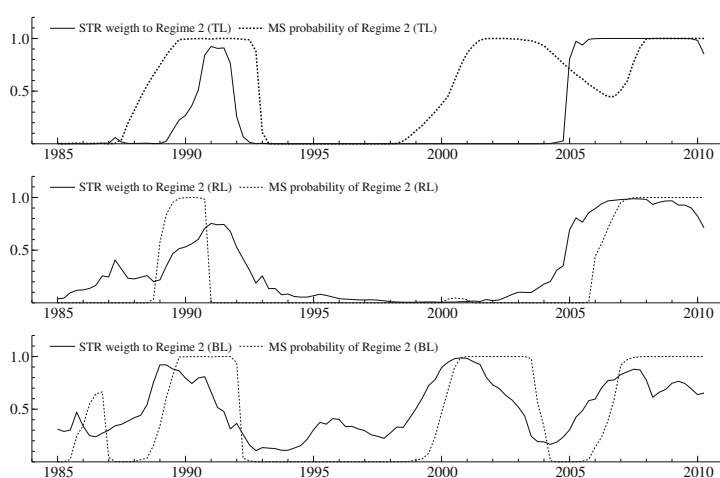 STR weigth to Regime 2 (TL) MS probability of Regime 2 (TL)
1.0
0.5
1985 1990 1995 2000 2005 2010
STR weigth to Regime 2 (RL) MS probability of Regime 2 (RL)
1.0
0.5
1985 1990 1995 2000 2005 2010
STR weigth to Regime 2 (BL) MS probability of Regime 2 (BL)
1.0
0.5
1985 1990 1995 2000 2005 2010